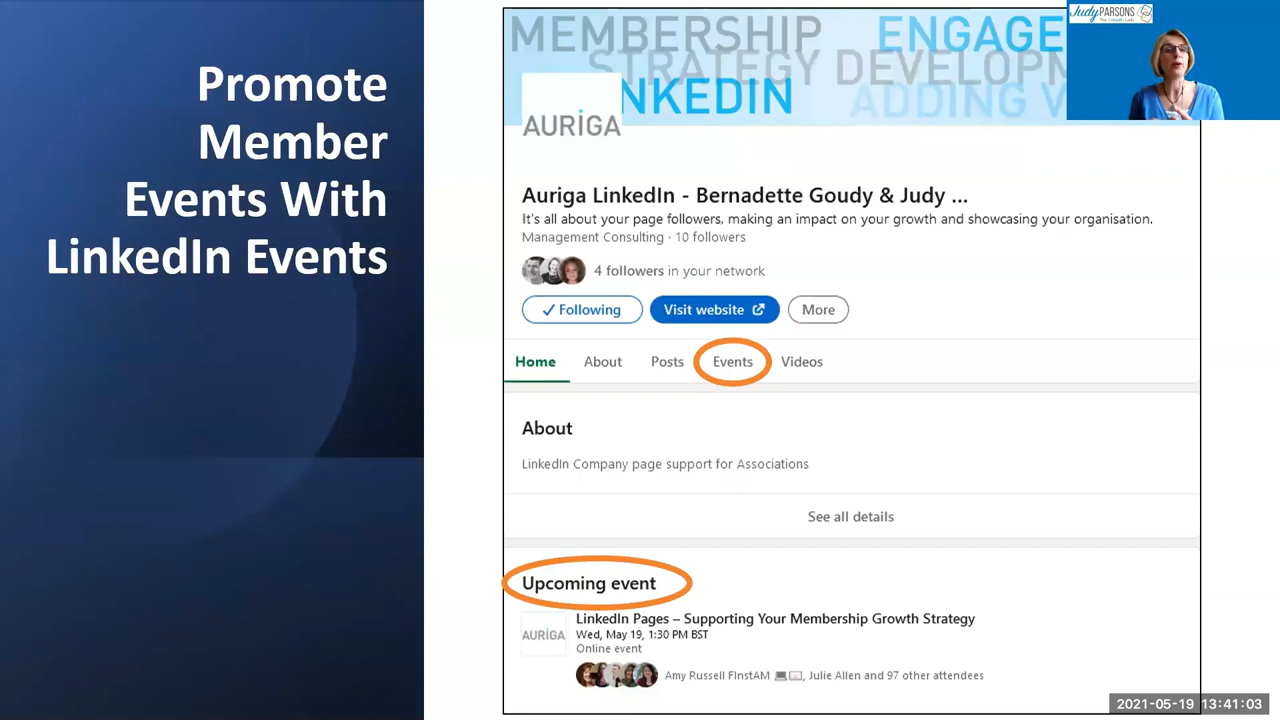 Promote
Member
Events With
LinkedIn Events
MEMBERSHIP
ENGAGE
STRATEGY DEVELOPM
NKEDIN
ADDING V
AURIGA
Judy PARSONS
The LinkedIn Judy
Auriga LinkedIn - Bernadette Goudy & Judy ...
It's all about your page followers, making an impact on your growth and showcasing your organisation.
Management Consulting · 10 followers
4 followers in your network
✓ Following
Visit website
More
Home
About
Posts
Events
Videos
About
LinkedIn Company page support for Associations
See all details
Upcoming event
LinkedIn Pages – Supporting Your Membership Growth Strategy
AURIGA
Wed, May 19, 1:30 PM BST
Online event
Amy Russell FInstAM 💻📖, Julie Allen and 97 other attendees
2021-05-19 13:41:03